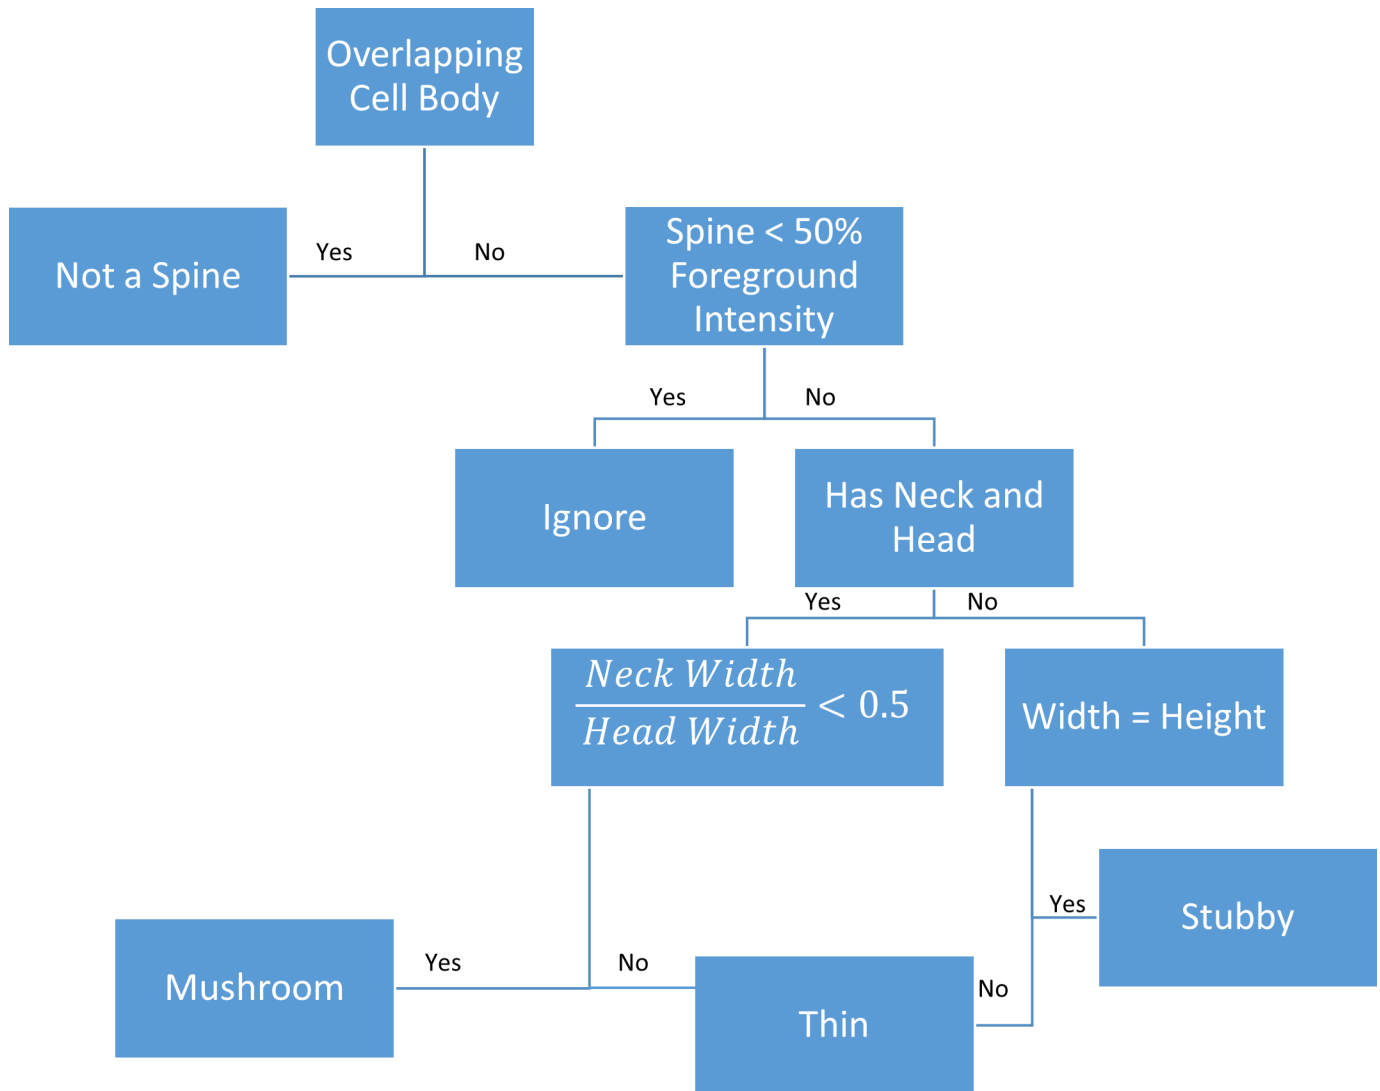 Overlapping
Cell Body
Yes
No
Not a Spine
Spine < 50%
Foreground
Intensity
Yes
No
Ignore
Has Neck and
Head
Yes
No
Neck Width
Head Width
< 0.5
Width = Height
Yes
Stubby
Yes
No
Mushroom
No
Thin